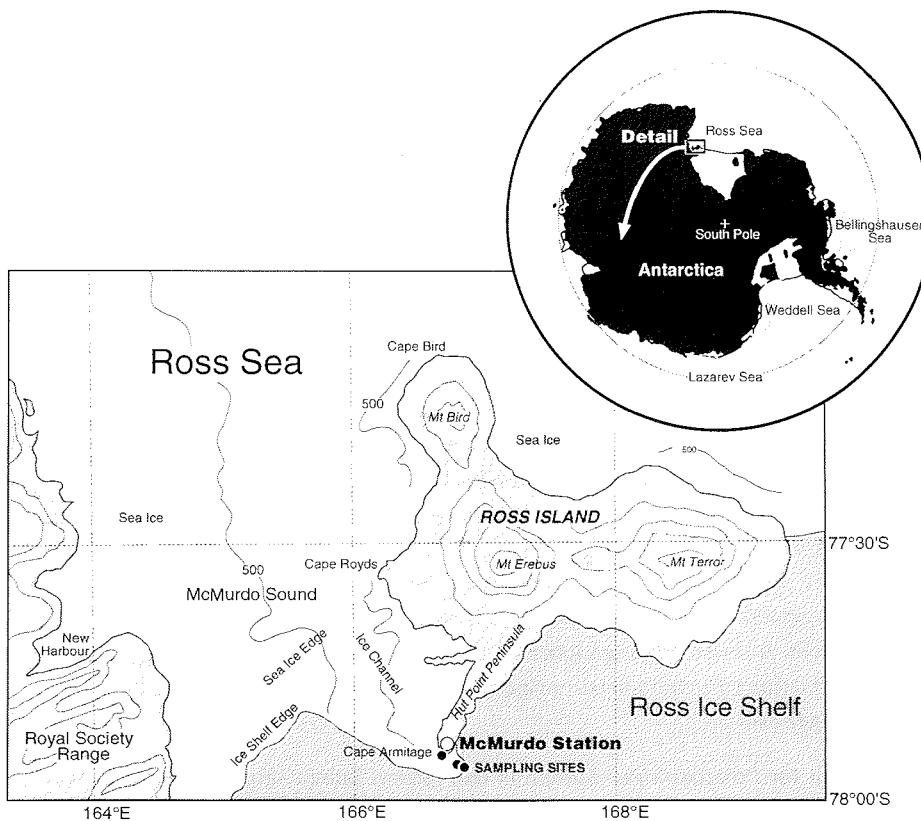 Detail
Ross Sea
South Pole
Bellingshausen
Sea
Antarctica
Weddell Sea
Lazarev Sea
Ross Sea
Cape Bird
500
Mt Bird
Sea Ice
500
ROSS ISLAND
Sea Ice
77°30'S
Cape Royds
Mt Erebus
Mt Terror
500
McMurdo Sound
New
Harbour
Sea Ice Edge
Ice Channel
Hut Point Peninsula
Ross Ice Shelf
Royal Society
Range
Ice Shelf Edge
Cape Armitage
McMurdo Station
SAMPLING SITES
78°00'S
164°E
166°E
168°E